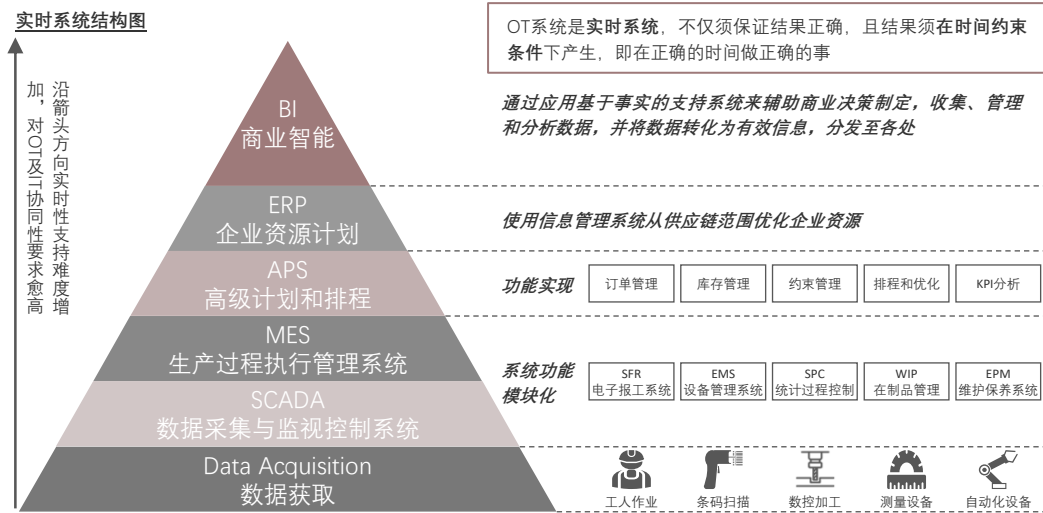 实时系统结构图
OT系统是实时系统，不仅须保证结果正确，且结果须在时间约束
条件下产生，即在正确的时间做正确的事
沿箭头方向实时性支持难度增
加，对OT及IT协同性要求愈高
BI
商业智能
通过应用基于事实的支持系统来辅助商业决策制定，收集、管理
和分析数据，并将数据转化为有效信息，分发至各处
ERP
企业资源计划
使用信息管理系统从供应链范围优化企业资源
APS
高级计划和排程
功能实现
订单管理
库存管理
约束管理
排程和优化
KPI分析
MES
生产过程执行管理系统
SCADA
数据采集与监视控制系统
系统功能
模块化
SFR
电子报工系统
EMS
设备管理系统
SPC
统计过程控制
WIP
在制品管理
EPM
维护保养系统
Data Acquisition
数据获取
工人作业
条码扫描
数控加工
测量设备
自动化设备